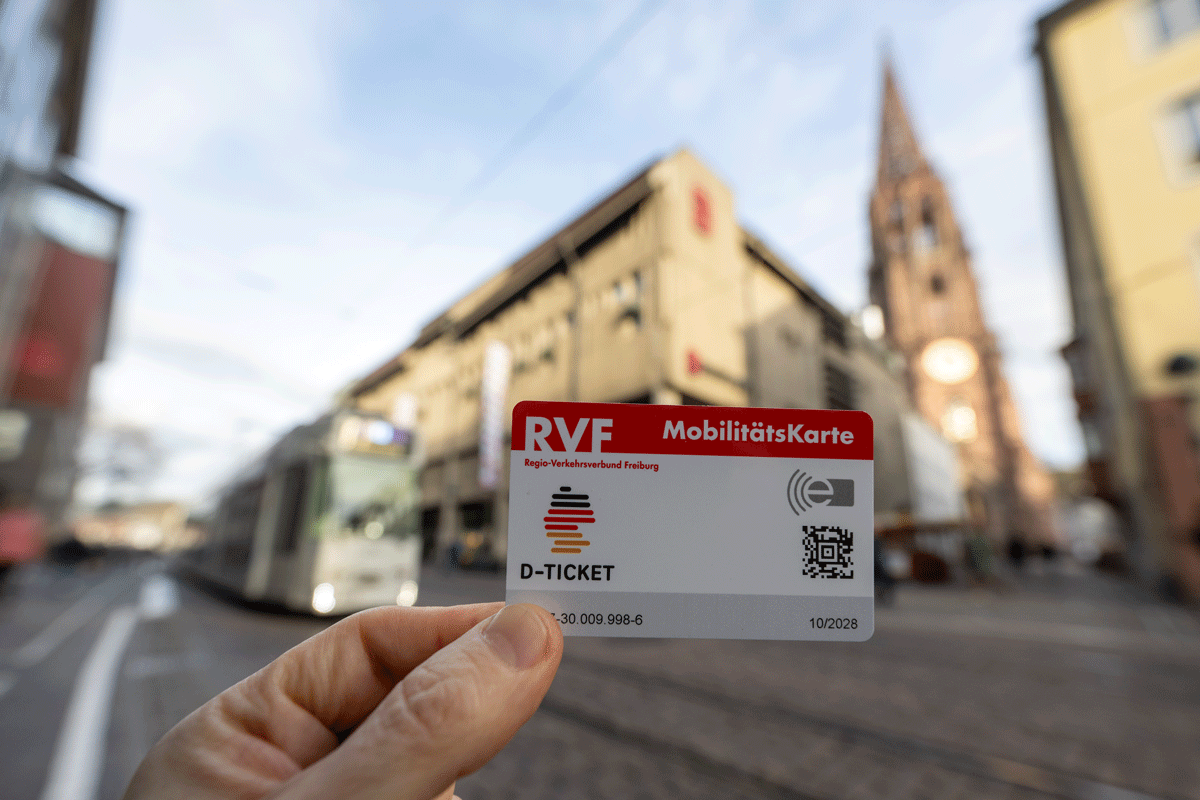 RVF MobilitätsKarte
Regio-Verkehrsverbund Freiburg
e
D-TICKET
-30.009.998-6 10/2028